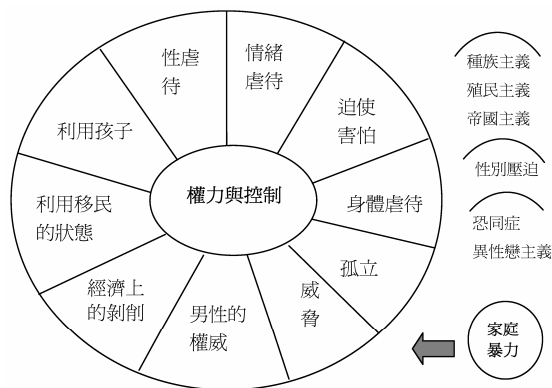 性虐
待
情緒
虐待
迫使
害怕
身體虐待
孤立
威
脅
男性的
權威
經濟上
的剝削
利用移民
的狀態
利用孩子
權力與控制
種族主義
殖民主義
帝國主義
性別壓迫
恐同症
異性戀主義
家庭
暴力